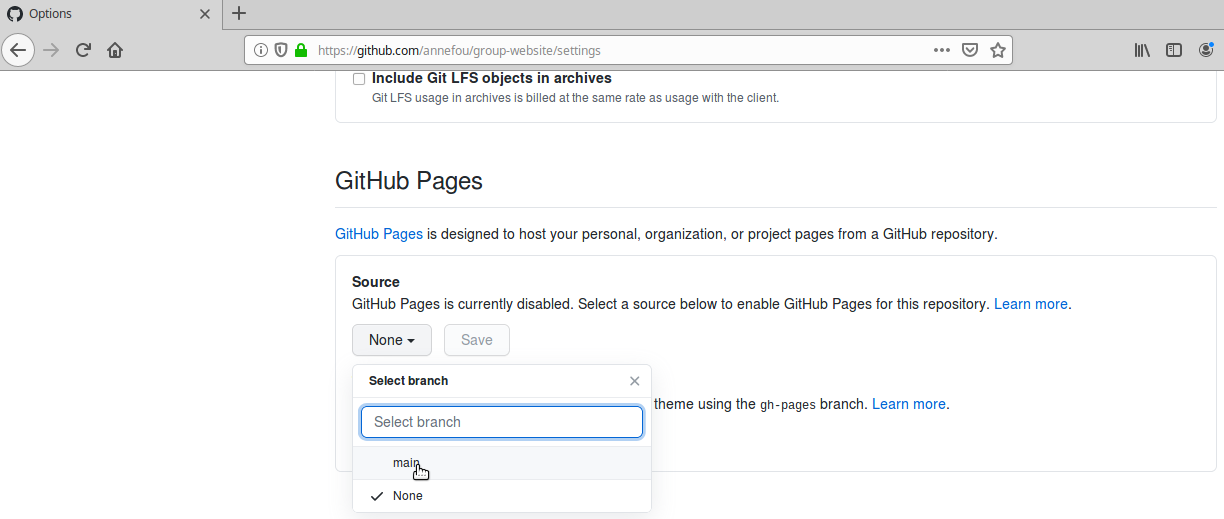 Options
https://github.com/annefou/group-website/settings
Include Git LFS objects in archives
Git LFS usage in archives is billed at the same rate as usage with the client.
GitHub Pages
GitHub Pages is designed to host your personal, organization, or project pages from a GitHub repository.
Source
GitHub Pages is currently disabled. Select a source below to enable GitHub Pages for this repository. Learn more.
None
Save
Select branch
theme using the gh-pages branch. Learn more.
Select branch
main
None